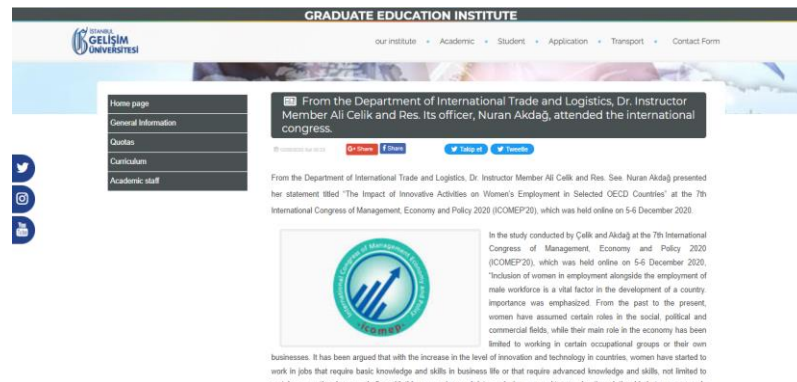 GRADUATE EDUCATION INSTITUTE
İSTANBUL
GELİŞİM
ÜNİVERSİTESİ
our institute • Academic • Student • Application • Transport • Contact Form
Home page
General Information
Quotas
Curriculum
Academic staff
From the Department of International Trade and Logistics, Dr. Instructor
Member Ali Celik and Res. Its officer, Nuran Akdağ, attended the international
congress.
G+ Share
f Share
Takip et
Tweetle
From the Department of International Trade and Logistics, Dr. Instructor Member Ali Celik and Res. See. Nuran Akdağ presented
her statement titled "The Impact of Innovative Activities on Women's Employment in Selected OECD Countries" at the 7th
International Congress of Management, Economy and Policy 2020 (ICOMEP'20), which was held online on 5-6 December 2020.
International Congress of Management Economy and Policy
·icomep·
In the study conducted by Çelik and Akdağ at the 7th International
Congress of Management, Economy and Policy 2020
(ICOMEP'20), which was held online on 5-6 December 2020,
"Inclusion of women in employment alongside the employment of
male workforce is a vital factor in the development of a country.
importance was emphasized. From the past to the present,
women have assumed certain roles in the social, political and
commercial fields, while their main role in the economy has been
limited to working in certain occupational groups or their own
businesses. It has been argued that with the increase in the level of innovation and technology in countries, women have started to
work in jobs that require basic knowledge and skills in business life or that require advanced knowledge and skills, not limited to